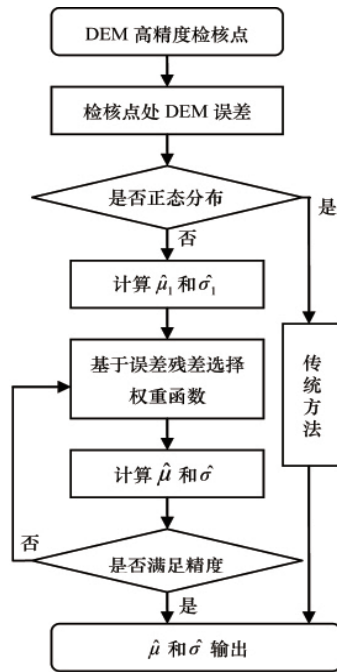 DEM 高精度检核点
检核点处 DEM 误差
是否正态分布
是
否
计算 μ̂₁ 和 σ̂₁
基于误差残差选择
权重函数
传统方法
计算 μ̂ 和 σ̂
否
是否满足精度
是
μ̂ 和 σ̂ 输出